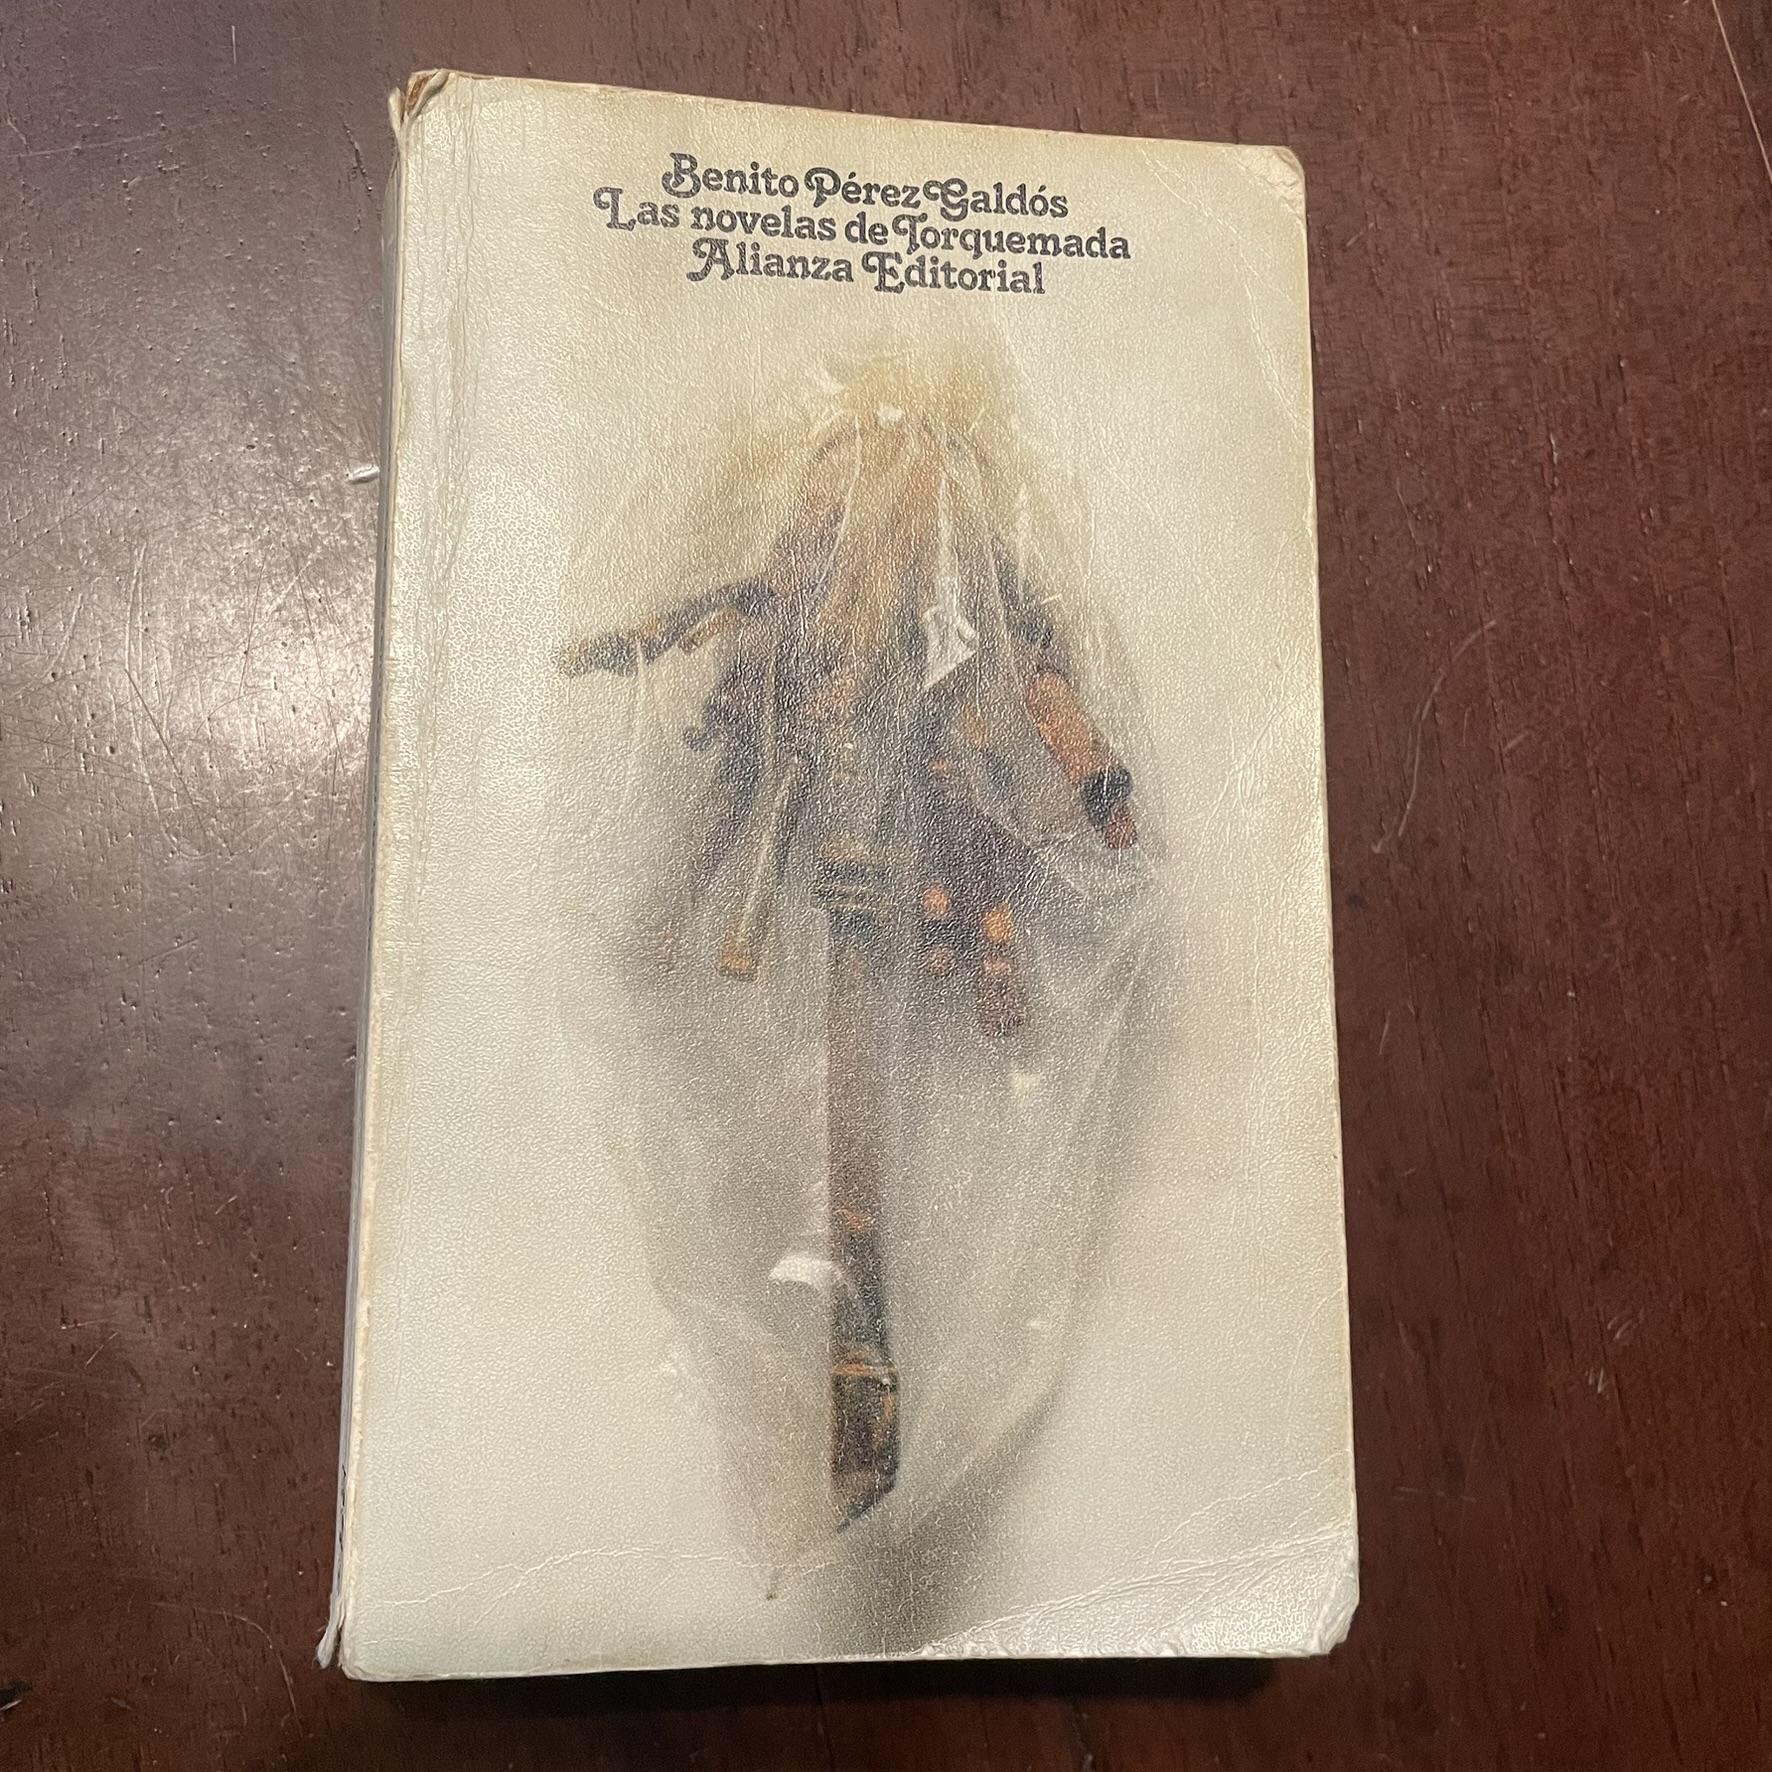 Benito Pérez Galdós
Las novelas de Torquemada
Alianza Editorial